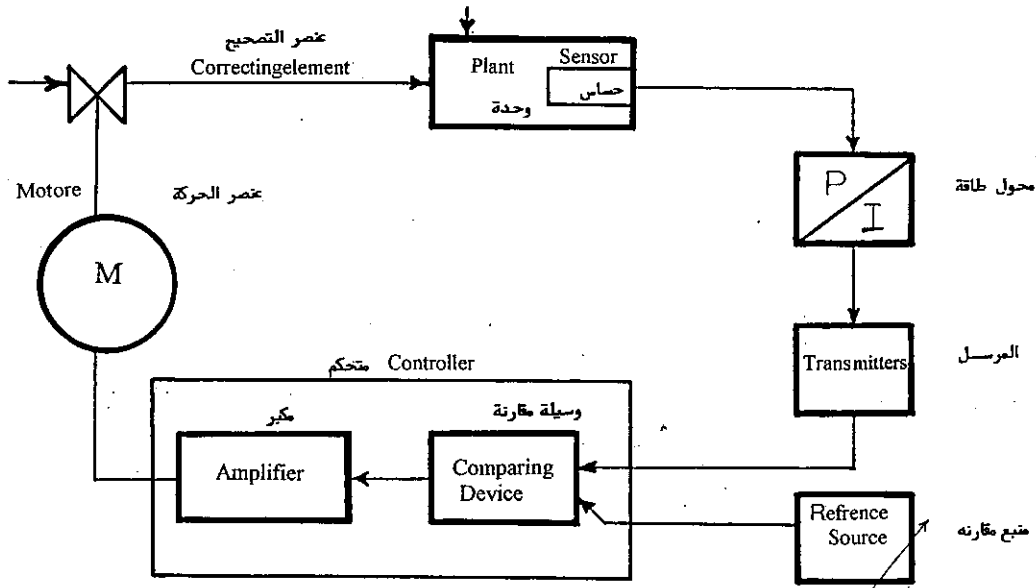 عنصر التصحيح
Correctingelement
Plant
Sensor
حساس
وحدة
Motore
عنصر الحركة
P
I
محول طاقة
M
Transmitters
المرسل
متحكم Controller
مكبر
وسيلة مقارنة
Amplifier
Comparing
Device
Refrence
Source
منبع مقارنه